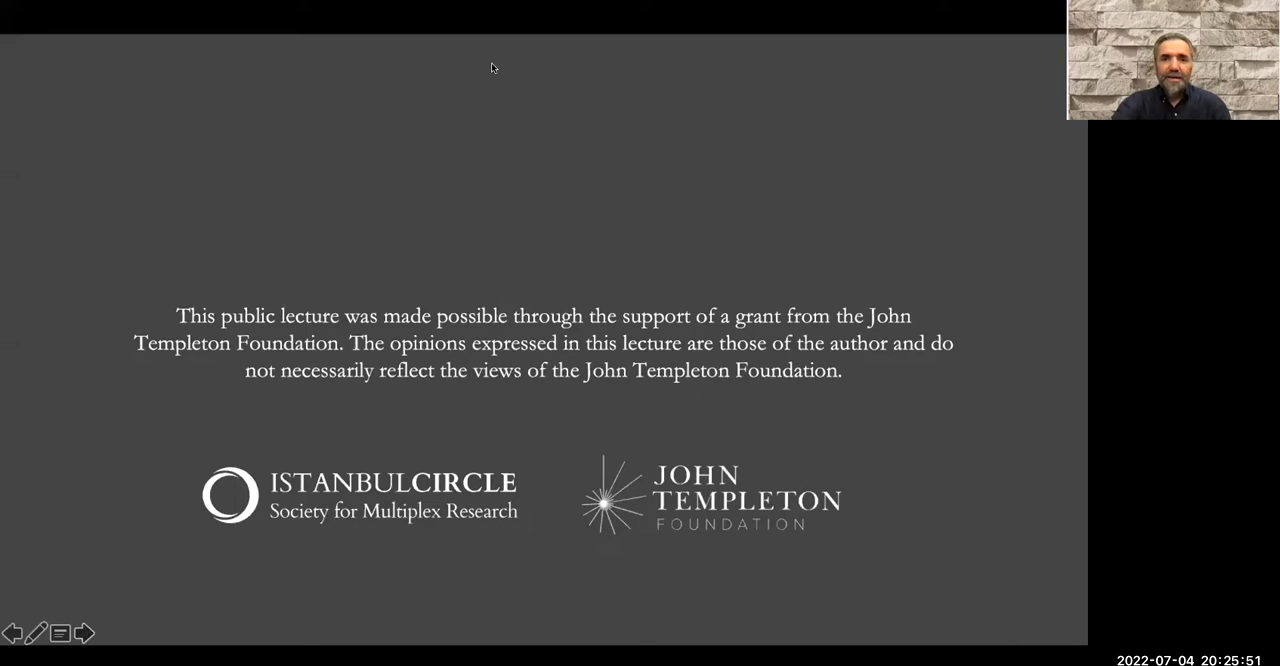 This public lecture was made possible through the support of a grant from the John
Templeton Foundation. The opinions expressed in this lecture are those of the author and do
not necessarily reflect the views of the John Templeton Foundation.
ISTANBULCIRCLE
Society for Multiplex Research
JOHN
TEMPLETON
FOUNDATION
2022-07-04 20:25:51